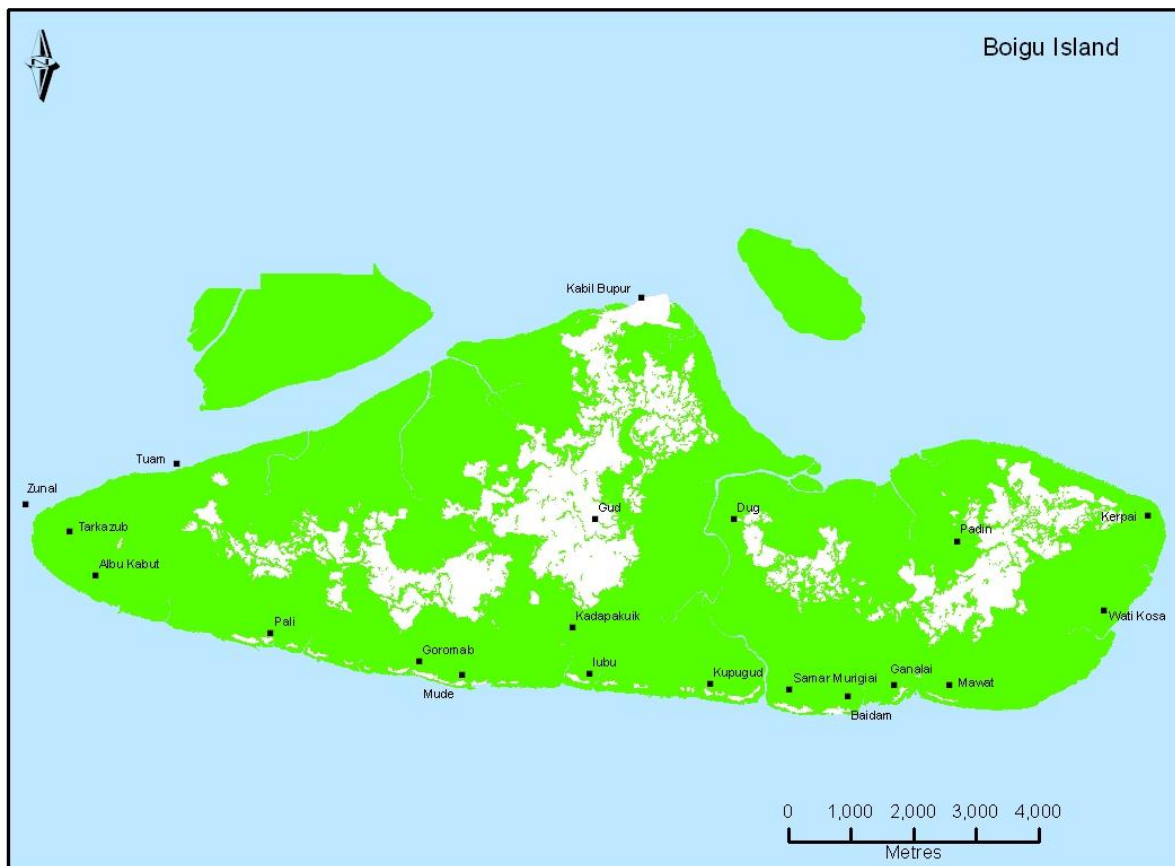 Boigu Island
N
Kabil Bupur
Tuam
Zunal
Tarkazub
Gud
Dug
Kerpai
Padin
Albu Kabut
Wati Kosa
Pali
Kadapakuik
Goromab
Iubu
Mude
Kupugud
Samar Murigiai
Ganalai
Mawat
Baidam
0 1,000 2,000 3,000 4,000
Metres